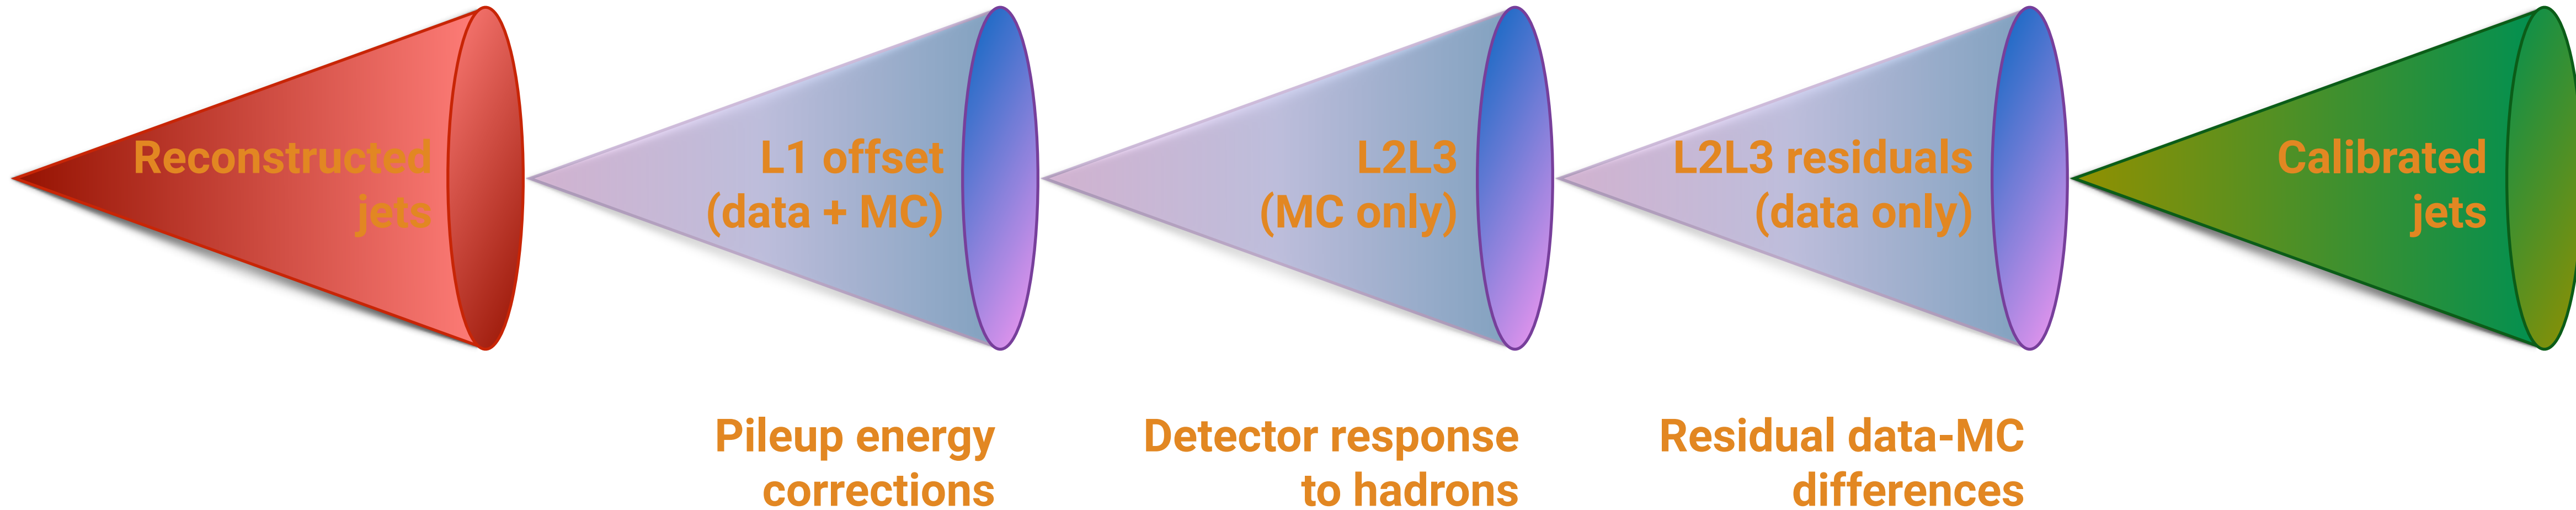 Reconstructed
jets
L1 offset
(data + MC)
L2L3
(MC only)
L2L3 residuals
(data only)
Calibrated
jets
Pileup energy
corrections
Detector response
to hadrons
Residual data-MC
differences